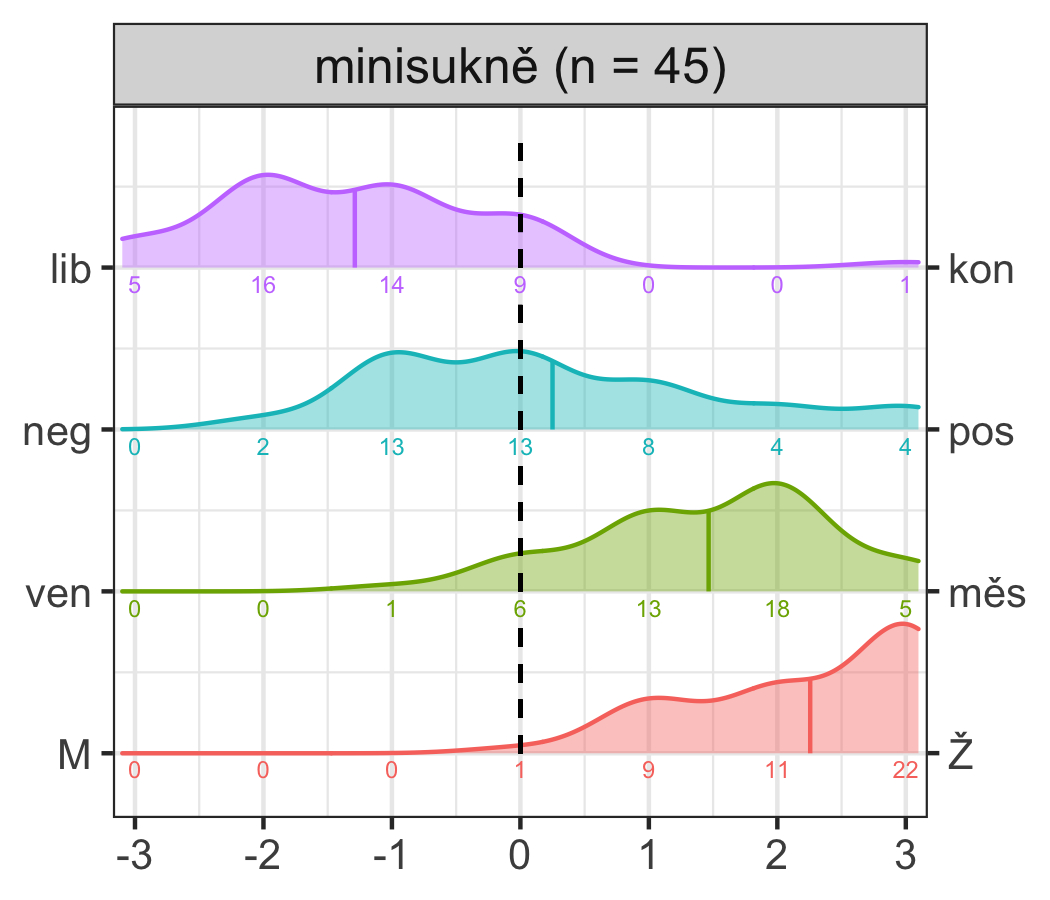 minisukně (n = 45)
lib kon
5 16 14 9 0 0 1
neg pos
0 2 13 13 8 4 4
ven měs
0 0 1 6 13 18 5
M Ž
0 0 0 1 9 11 22
-3 -2 -1 0 1 2 3